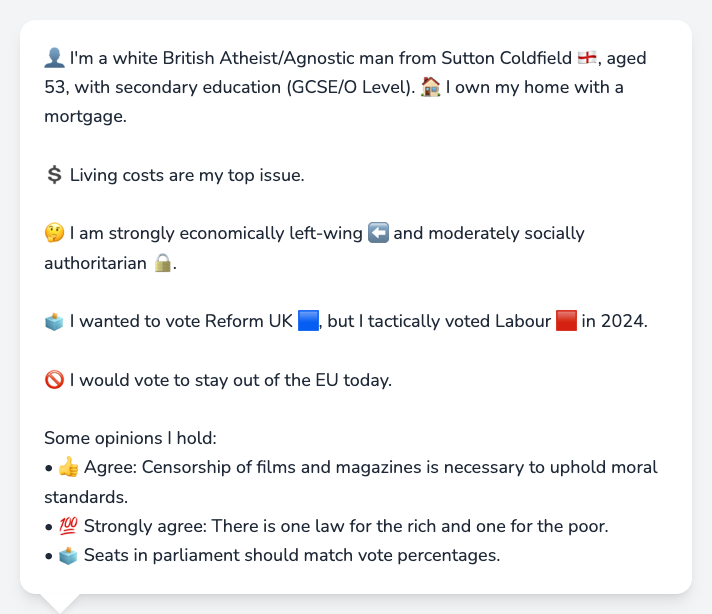 👤 I'm a white British Atheist/Agnostic man from Sutton Coldfield 🏴󠁧󠁢󠁥󠁮󠁧󠁿, aged
53, with secondary education (GCSE/O Level). 🏠 I own my home with a
mortgage.
💲 Living costs are my top issue.
🤔 I am strongly economically left-wing ⬅️ and moderately socially
authoritarian 🔒.
🗳️ I wanted to vote Reform UK 🟦, but I tactically voted Labour 🟥 in 2024.
🚫 I would vote to stay out of the EU today.
Some opinions I hold:
• 👍 Agree: Censorship of films and magazines is necessary to uphold moral
standards.
• 💯 Strongly agree: There is one law for the rich and one for the poor.
• 🗳️ Seats in parliament should match vote percentages.